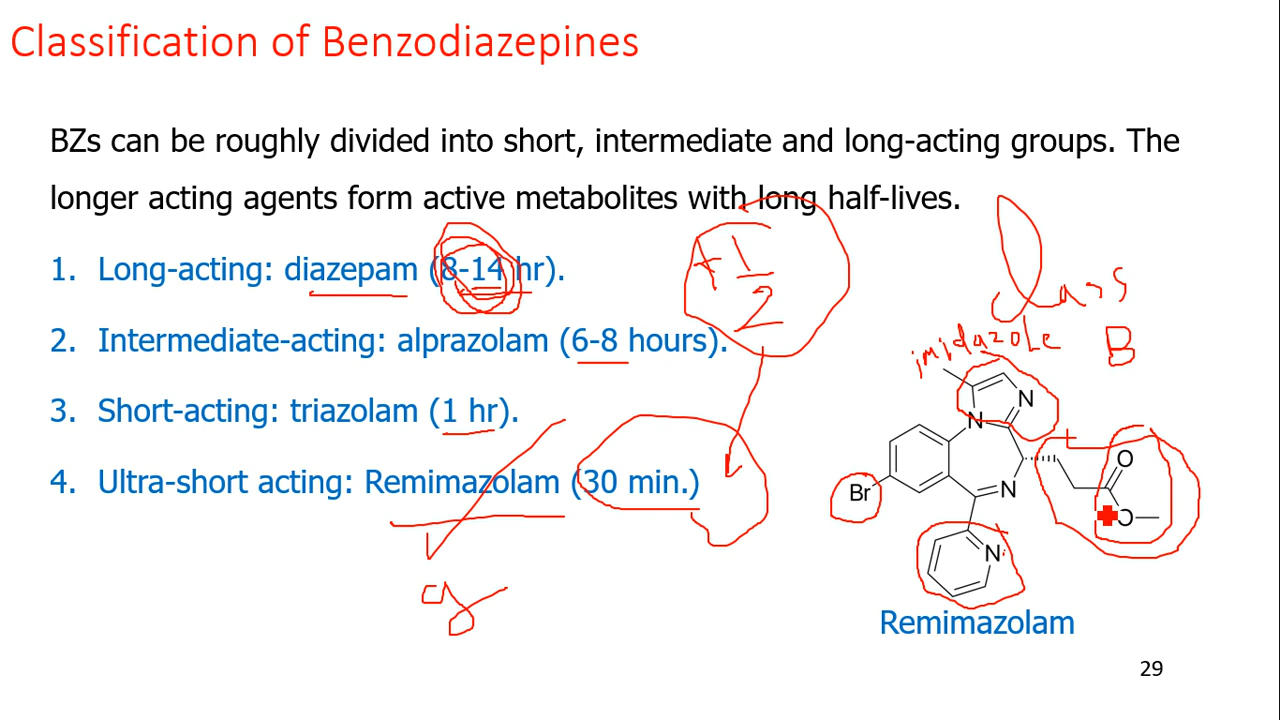 Classification of Benzodiazepines
BZs can be roughly divided into short, intermediate and long-acting groups. The
longer acting agents form active metabolites with long half-lives.
1. Long-acting: diazepam (8-14 hr).
2. Intermediate-acting: alprazolam (6-8 hours).
3. Short-acting: triazolam (1 hr).
4. Ultra-short acting: Remimazolam (30 min.)
t 1/2
class
B
imidazole
N
N
O
Br
N
O
N
Remimazolam
29